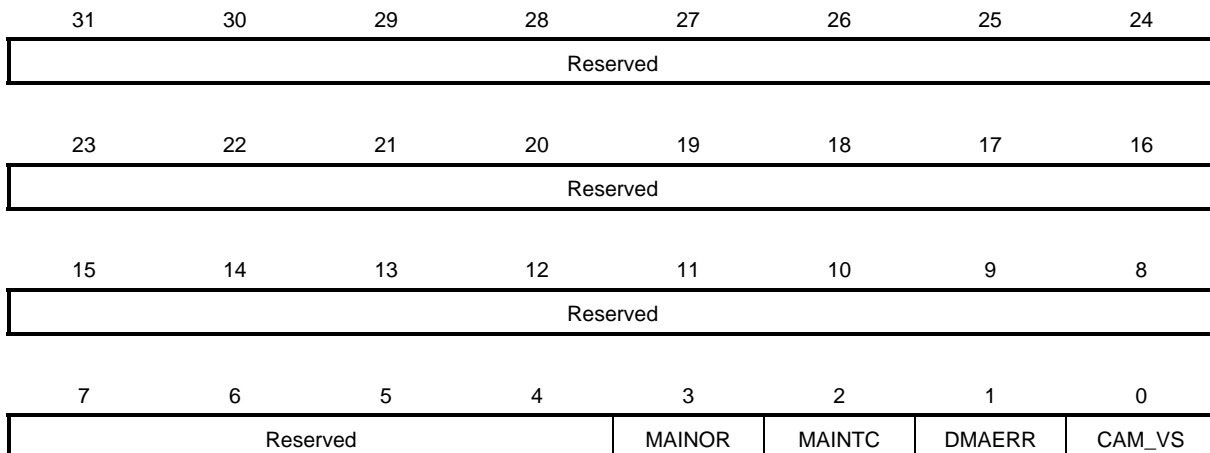 31 30 29 28 27 26 25 24
Reserved
23 22 21 20 19 18 17 16
Reserved
15 14 13 12 11 10 9 8
Reserved
7 6 5 4 3 2 1 0
Reserved MAINOR MAINTC DMAERR CAM_VS